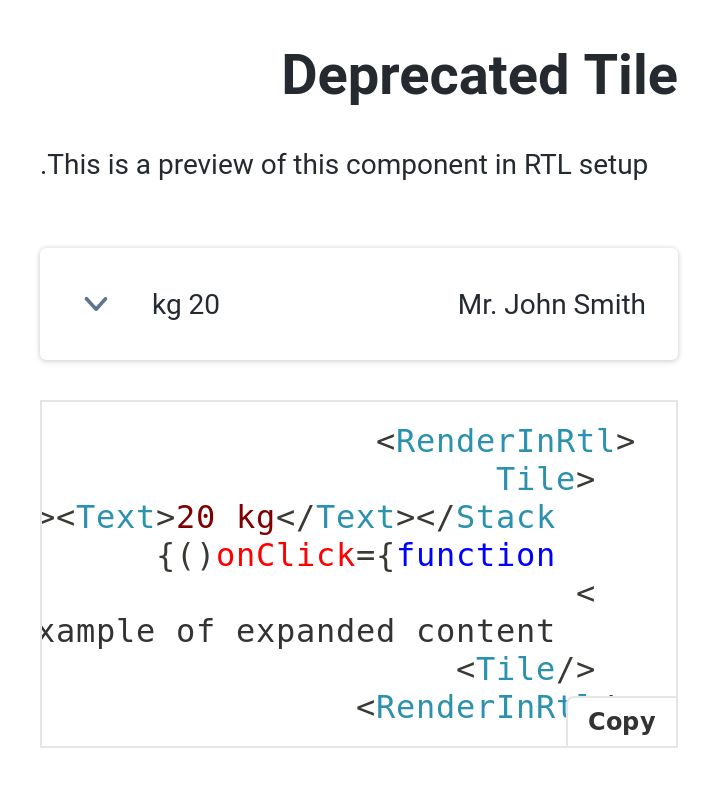 Deprecated Tile
.This is a preview of this component in RTL setup
Mr. John Smith
kg 20
<RenderInRtl>
Tile>
><Text>20 kg</Text></Stack
{()onClick={function
<
xample of expanded content
<Tile/>
<RenderInRt
Copy